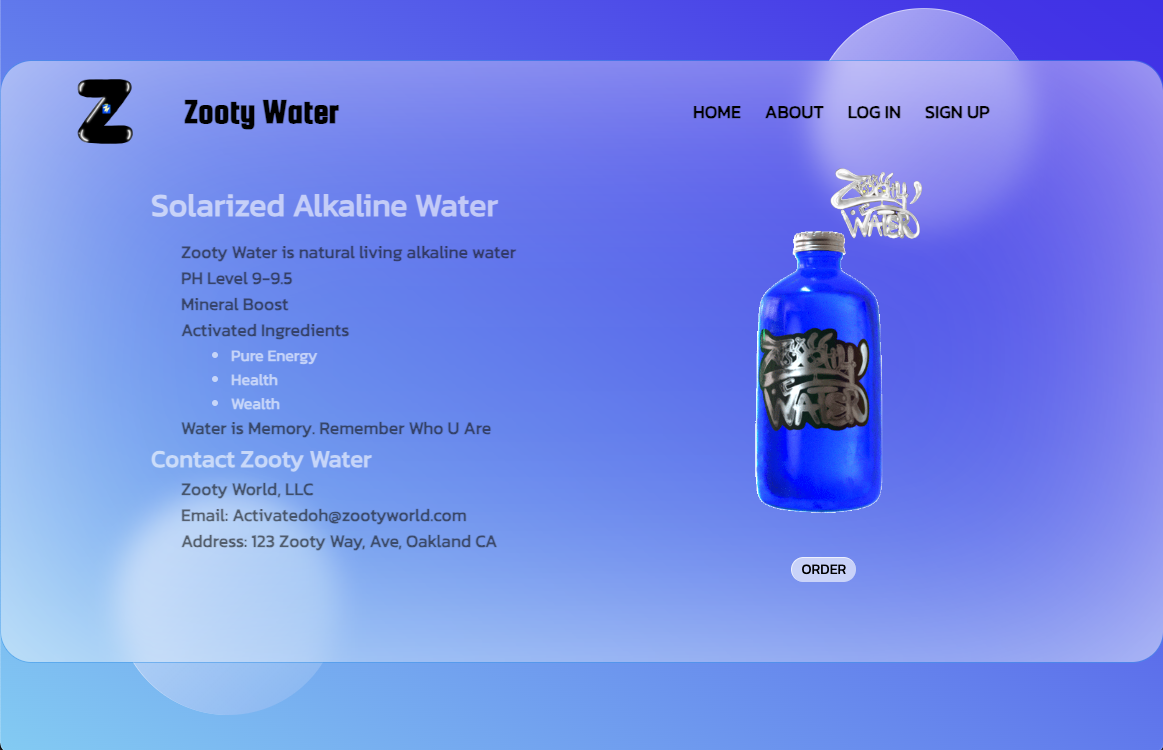 Z
Zooty Water
HOME ABOUT LOG IN SIGN UP
Solarized Alkaline Water
Zooty Water is natural living alkaline water
PH Level 9-9.5
Mineral Boost
Activated Ingredients
Pure Energy
Health
Wealth
Water is Memory. Remember Who U Are
Contact Zooty Water
Zooty World, LLC
Email: Activatedoh@zootyworld.com
Address: 123 Zooty Way, Ave, Oakland CA
Zooty
WATER
Zooty
WATER
ORDER